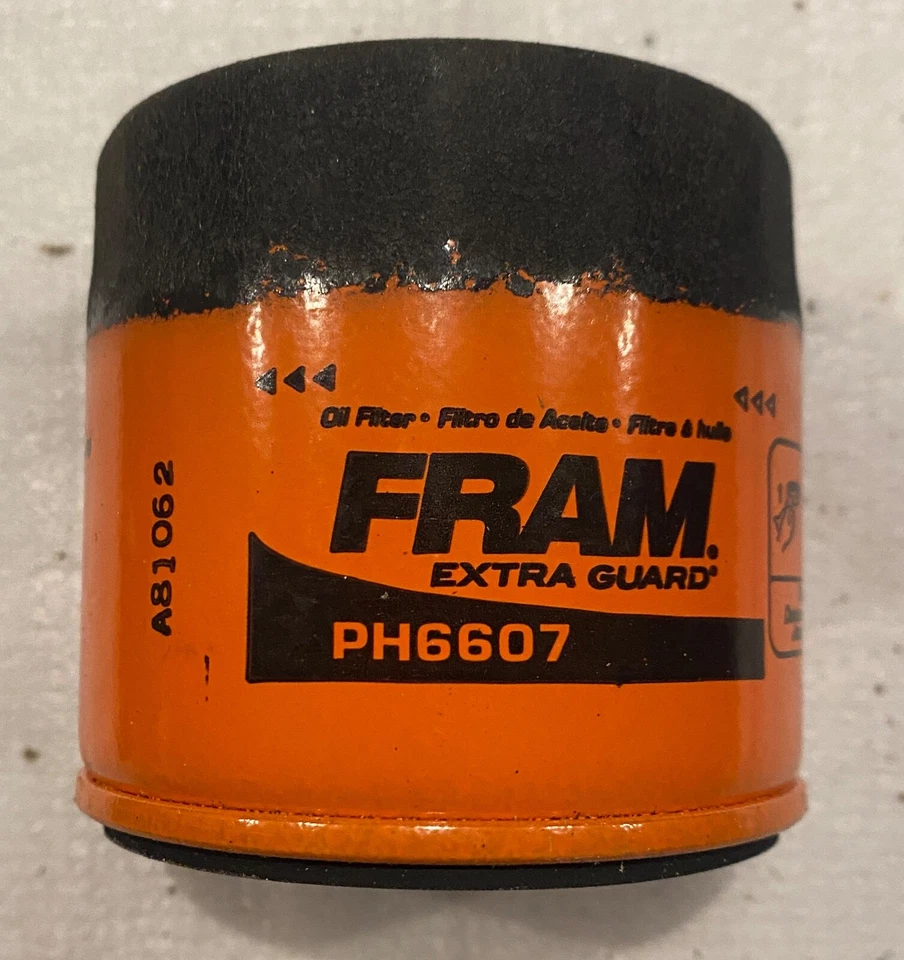 Oil Filter • Filtro de Aceite • Filtre à huile
FRAM®
EXTRA GUARD®
PH6607
A81062